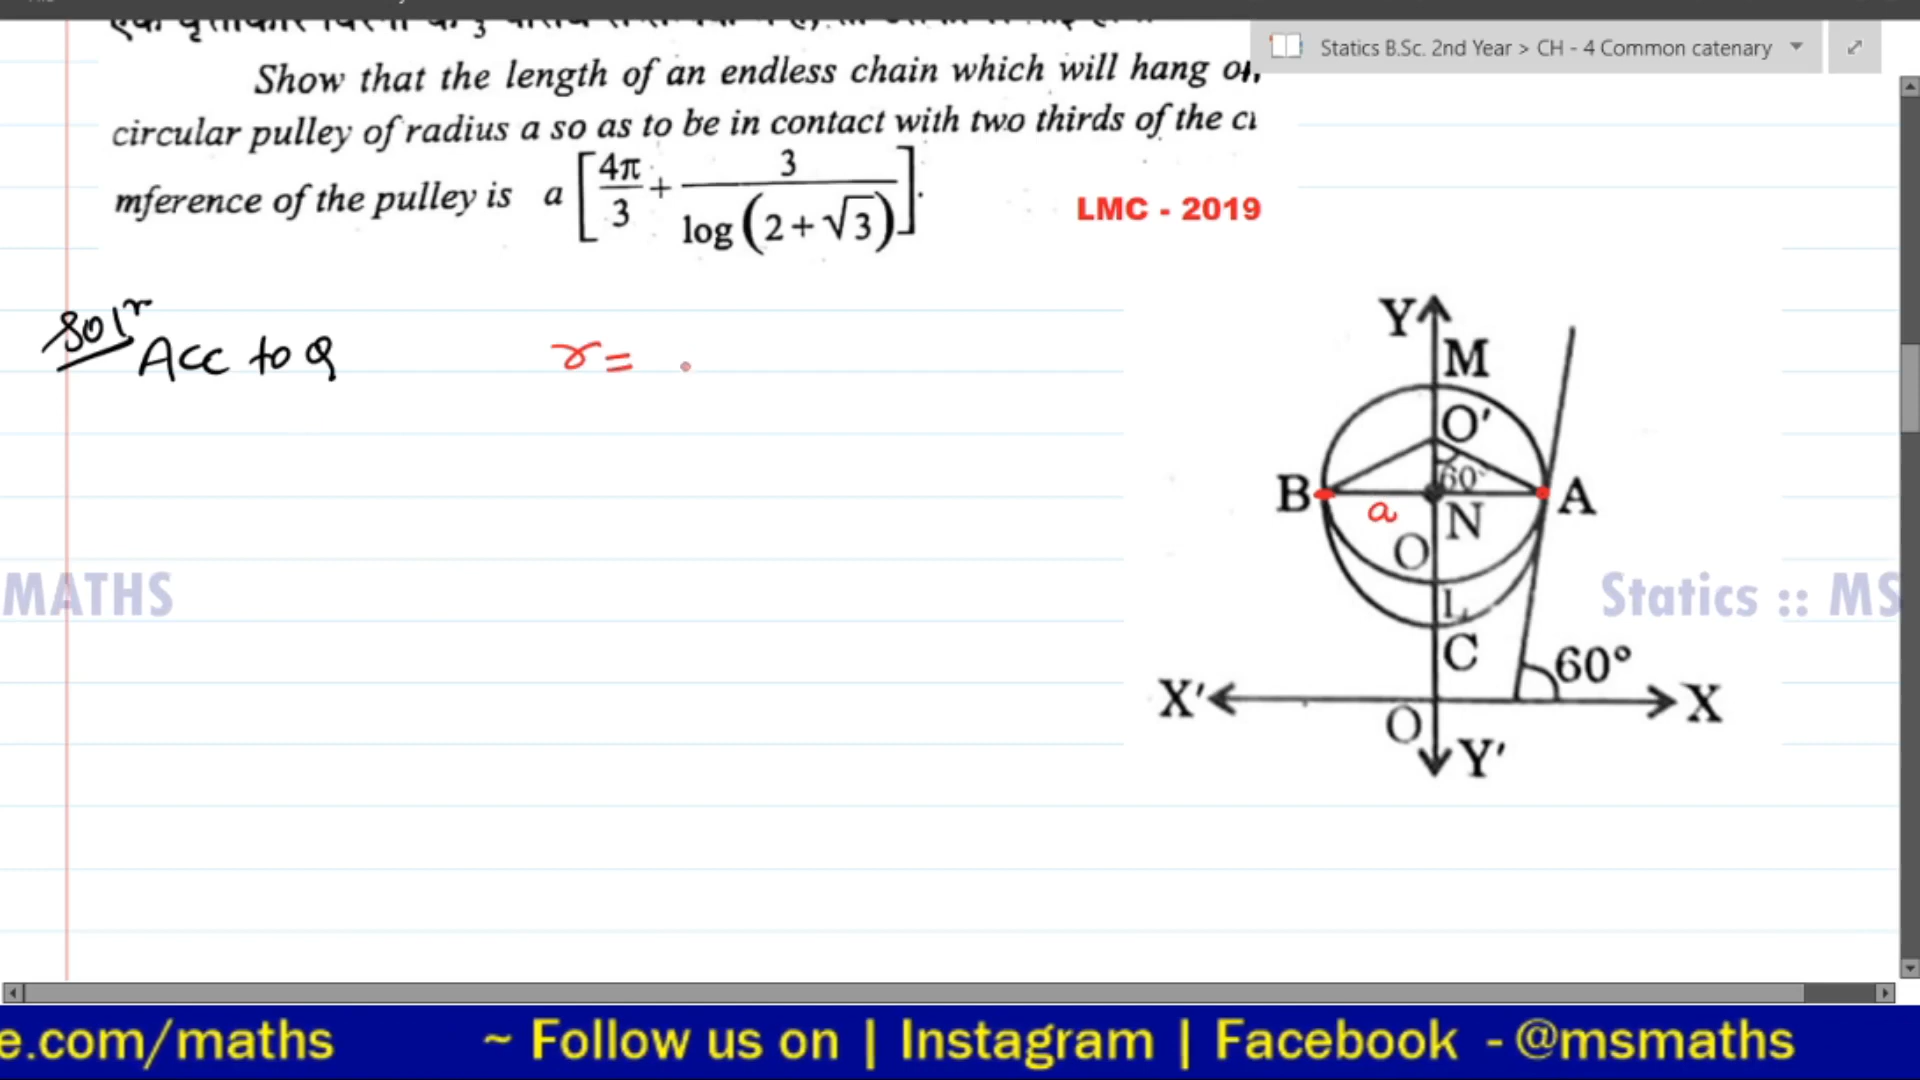 Statics B.Sc. 2nd Year > CH - 4 Common catenary
Show that the length of an endless chain which will hang
circular pulley of radius a so as to be in contact with two thirds of the
mference of the pulley is a [4π/3 + 3/log(2+√3)].
LMC - 2019
Solⁿ
Acc to Q r =
Y
M
O'
60°
B a N A
O
L
C
60°
X' X
O
Y'
MATHS Statics :: MS
e.com/maths ~ Follow us on | Instagram | Facebook - @msmaths